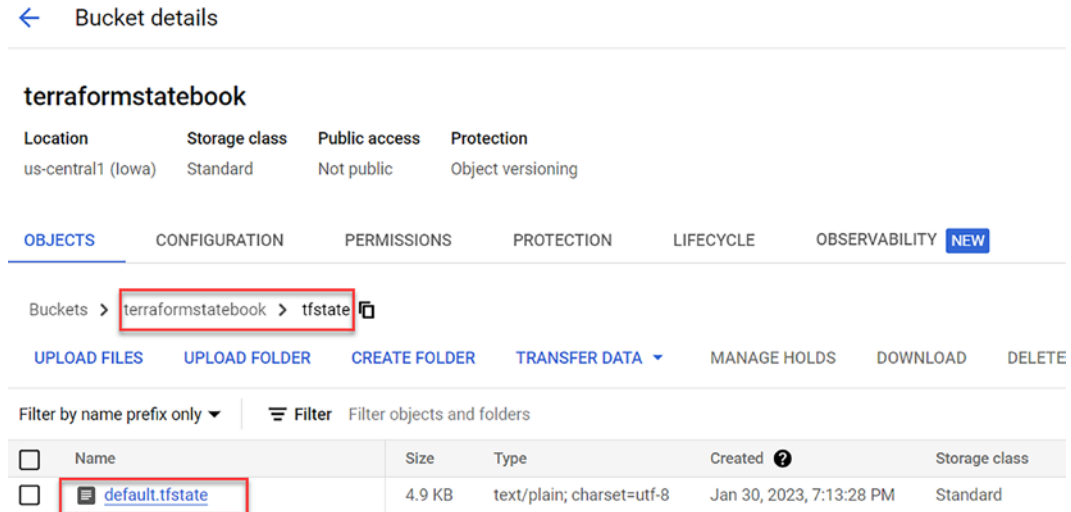 Bucket details
terraformstatebook
Location Storage class Public access Protection
us-central1 (Iowa) Standard Not public Object versioning
OBJECTS CONFIGURATION PERMISSIONS PROTECTION LIFECYCLE OBSERVABILITY NEW
Buckets > terraformstatebook > tfstate
UPLOAD FILES UPLOAD FOLDER CREATE FOLDER TRANSFER DATA MANAGE HOLDS DOWNLOAD DELETE
Filter by name prefix only Filter Filter objects and folders
Name Size Type Created ? Storage class
default.tfstate 4.9 KB text/plain; charset=utf-8 Jan 30, 2023, 7:13:28 PM Standard